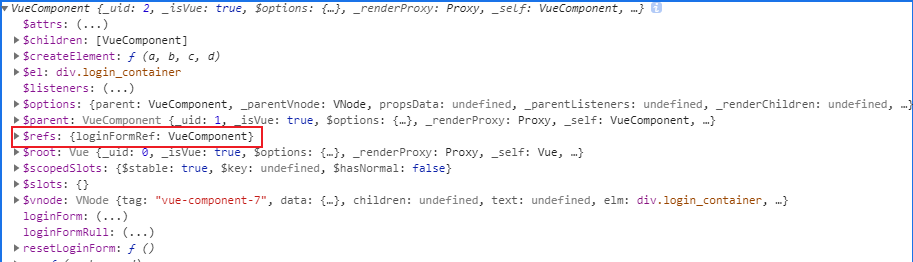 VueComponent {_uid: 2, _isVue: true, $options: {…}, _renderProxy: Proxy, _self: VueComponent, …} i
$attrs: (...)
$children: [VueComponent]
$createElement: ƒ (a, b, c, d)
$el: div.login_container
$listeners: (...)
$options: {parent: VueComponent, _parentVnode: VNode, propsData: undefined, _parentListeners: undefined, _renderChildren: undefined, …}
$parent: VueComponent {_uid: 1, _isVue: true, $options: {…}, _renderProxy: Proxy, _self: VueComponent, …}
$refs: {loginFormRef: VueComponent}
$root: Vue {_uid: 0, _isVue: true, $options: {…}, _renderProxy: Proxy, _self: Vue, …}
$scopedSlots: {$stable: true, $key: undefined, $hasNormal: false}
$slots: {}
$vnode: VNode {tag: "vue-component-7", data: {…}, children: undefined, text: undefined, elm: div.login_container, …}
loginForm: (...)
loginFormRull: (...)
resetLoginForm: ƒ ()